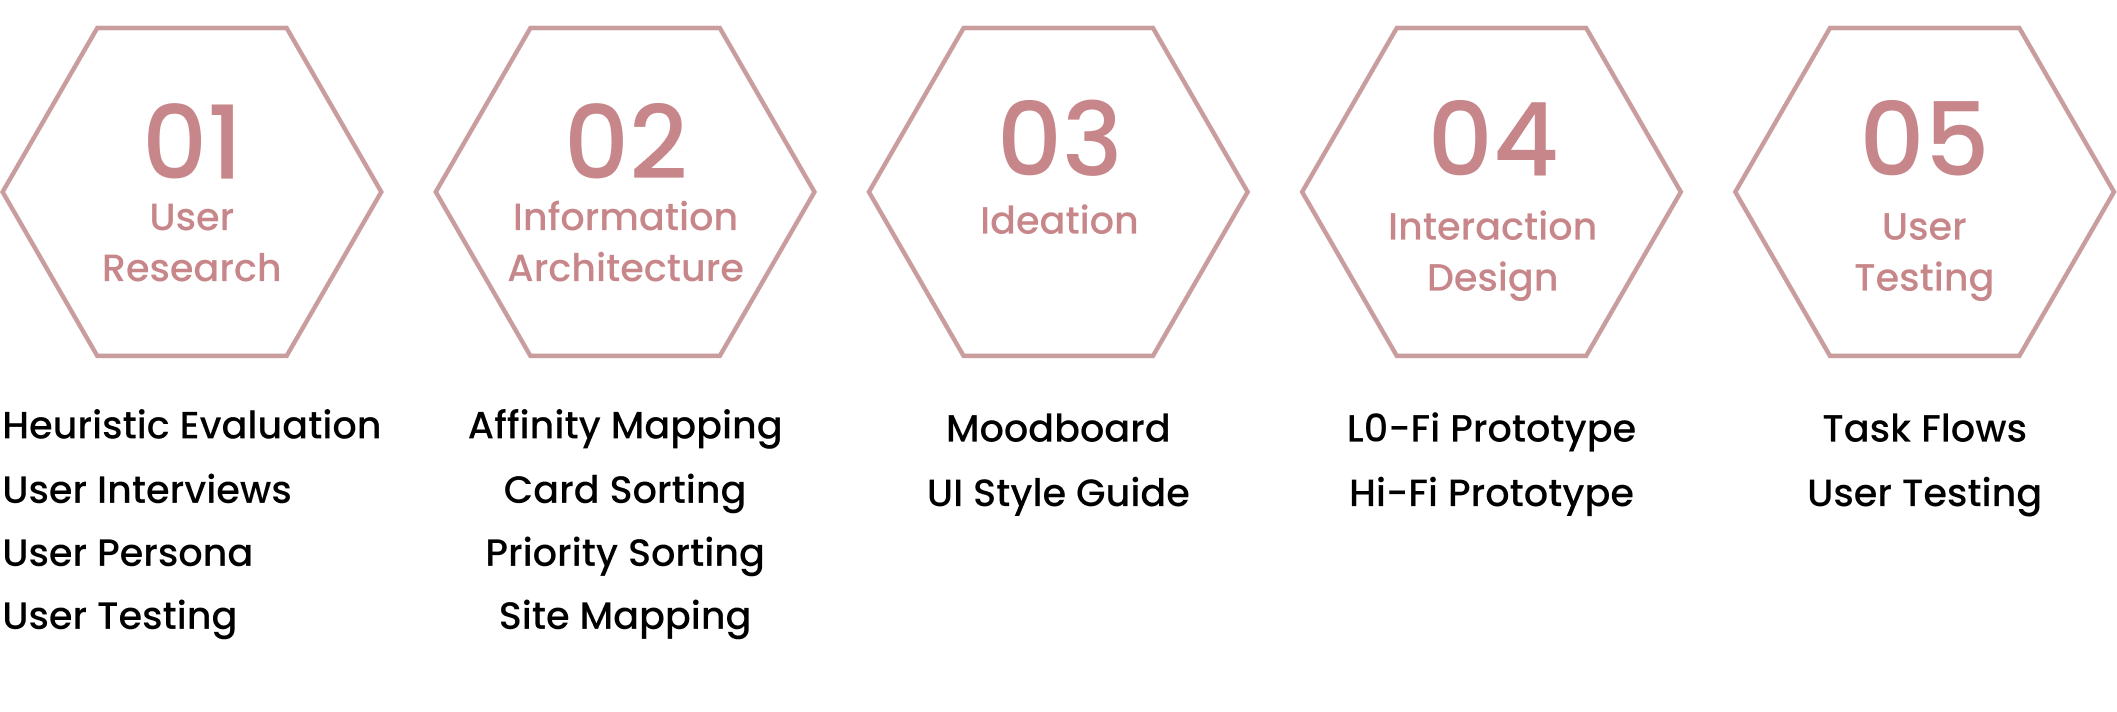 01
User
Research
Heuristic Evaluation
User Interviews
User Persona
User Testing
02
Information
Architecture
Affinity Mapping
Card Sorting
Priority Sorting
Site Mapping
03
Ideation
Moodboard
UI Style Guide
04
Interaction
Design
L0-Fi Prototype
Hi-Fi Prototype
05
User
Testing
Task Flows
User Testing